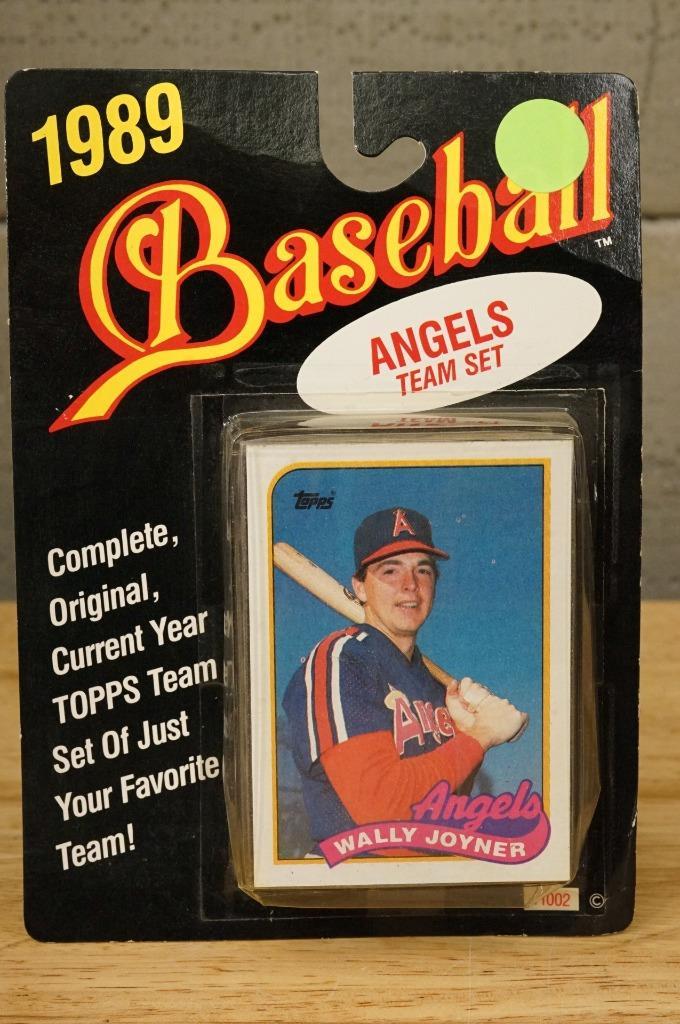 1989
Baseball
TM
ANGELS
TEAM SET
Complete,
Original,
Current Year
TOPPS Team
Set Of Just
Your Favorite
Team!
Topps
A
Ange
Angels
WALLY JOYNER
1002 ©